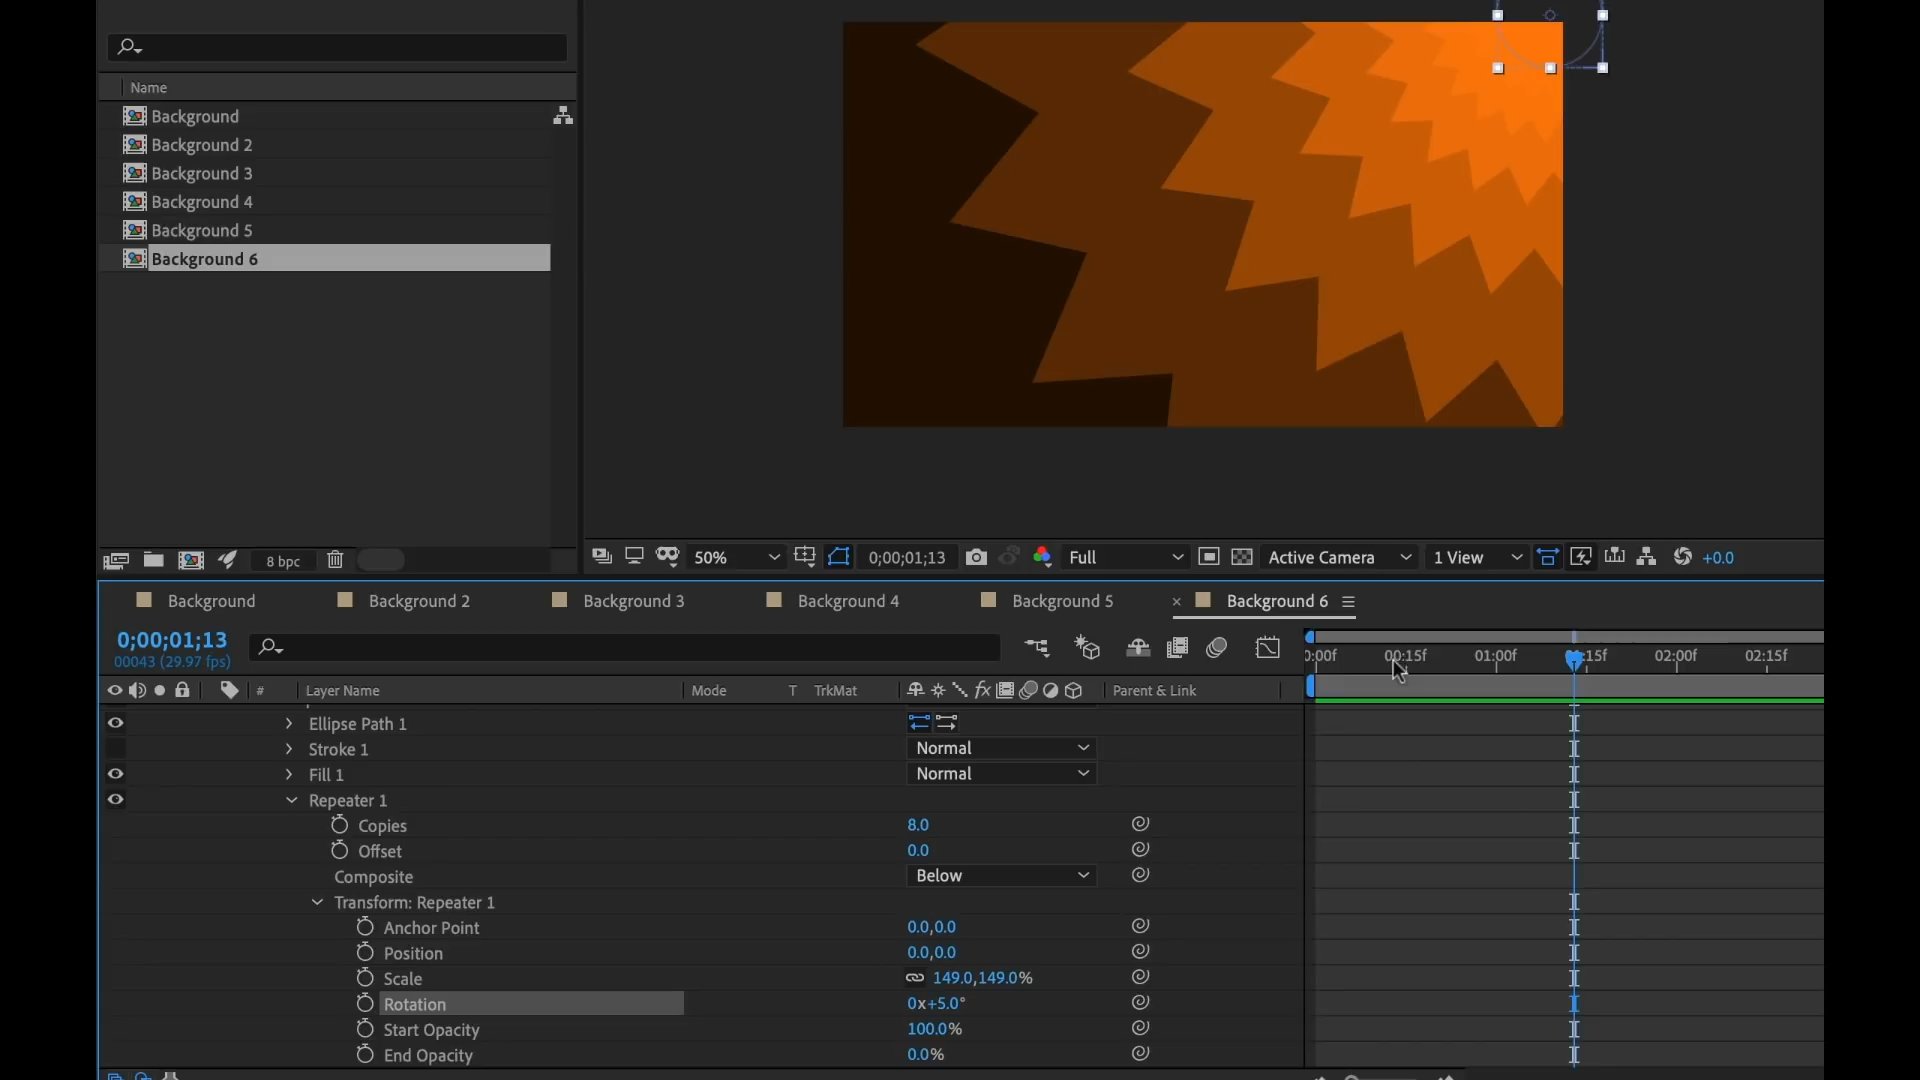 Name
Background
Background 2
Background 3
Background 4
Background 5
Background 6
8 bpc
50%
0;00;01;13
Full
Active Camera
1 View
+0.0
Background
Background 2
Background 3
Background 4
Background 5
× Background 6
0;00;01;13
00043 (29.97 fps)
00:15f
01:00f
02:00f
02:15f
# Layer Name Mode T TrkMat fx Parent & Link
Ellipse Path 1
Stroke 1 Normal
Fill 1 Normal
Repeater 1
Copies 8.0
Offset 0.0
Composite Below
Transform: Repeater 1
Anchor Point 0.0,0.0
Position 0.0,0.0
Scale 149.0,149.0%
Rotation 0x+5.0°
Start Opacity 100.0%
End Opacity 0.0%